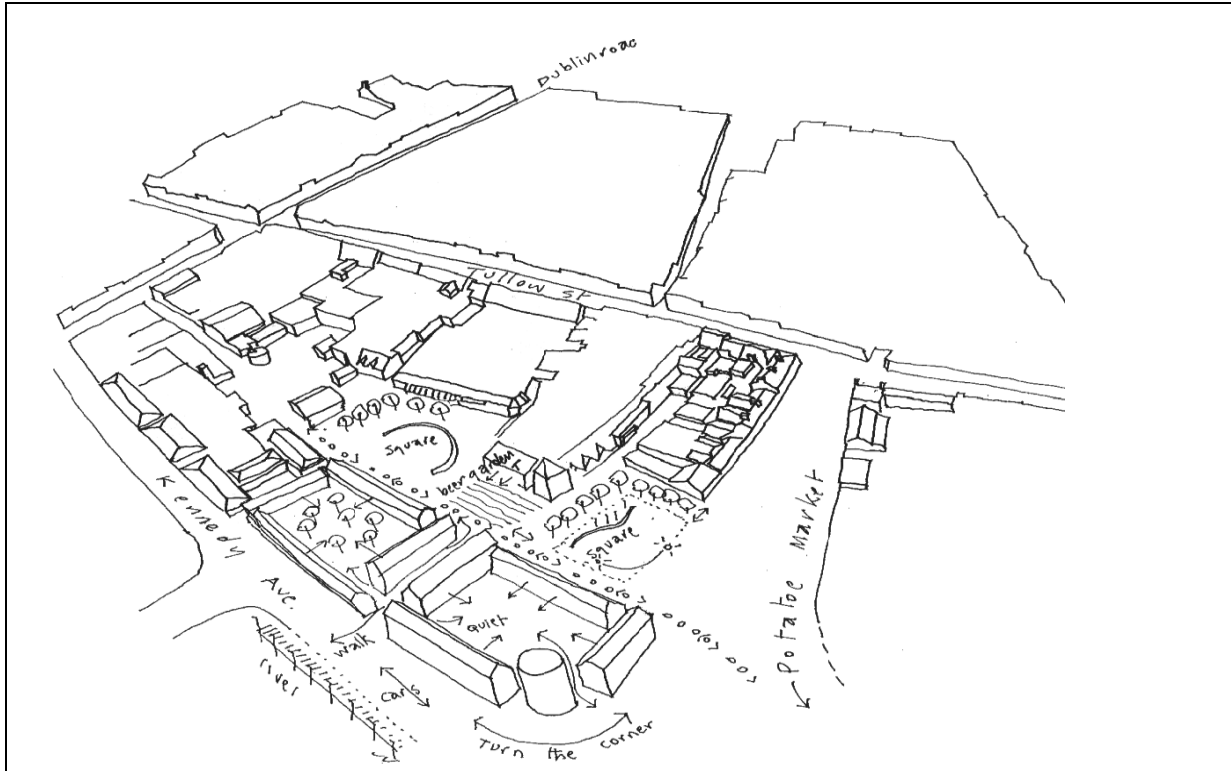 Dublinroad
Tullow st
Square
beergarden
Square
Kennedy Ave.
Potatoe Market
quiet
walk
cars
river
Turn the corner